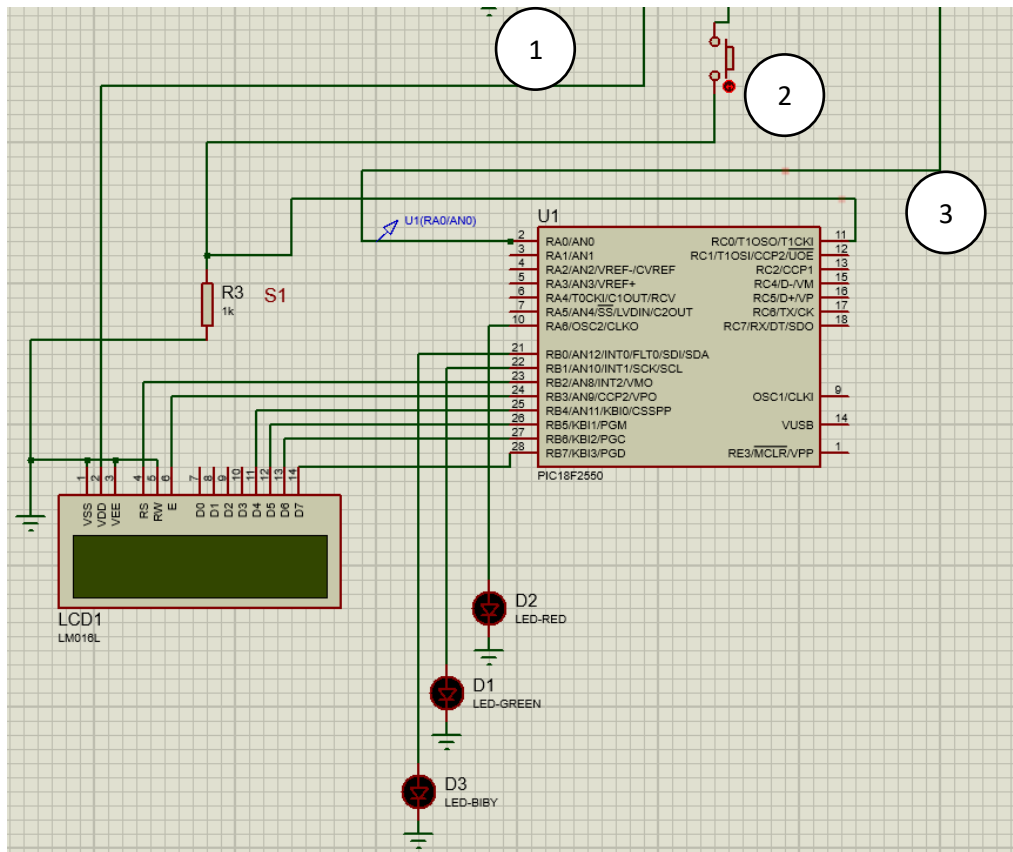 1
2
3
U1(RA0/AN0)
U1
2
3
4
5
6
7
10
21
22
23
24
25
26
27
28
RA0/AN0
RA1/AN1
RA2/AN2/VREF-/CVREF
RA3/AN3/VREF+
RA4/T0CKI/C1OUT/RCV
RA5/AN4/SS/LVDIN/C2OUT
RA6/OSC2/CLKO
RB0/AN12/INT0/FLT0/SDI/SDA
RB1/AN10/INT1/SCK/SCL
RB2/AN8/INT2/VMO
RB3/AN9/CCP2/VPO
RB4/AN11/KBI0/CSSPP
RB5/KBI1/PGM
RB6/KBI2/PGC
RB7/KBI3/PGD
RC0/T1OSO/T1CKI
RC1/T1OSI/CCP2/UOE
RC2/CCP1
RC4/D-/VM
RC5/D+/VP
RC6/TX/CK
RC7/RX/DT/SDO
OSC1/CLKI
VUSB
RE3/MCLR/VPP
11
12
13
15
16
17
18
9
14
1
PIC18F2550
R3
1k
S1
1
2
3
4
5
6
7
8
9
10
11
12
13
14
VSS
VDD
VEE
RS
RW
E
D0
D1
D2
D3
D4
D5
D6
D7
LCD1
LM016L
D2
LED-RED
D1
LED-GREEN
D3
LED-BIBY